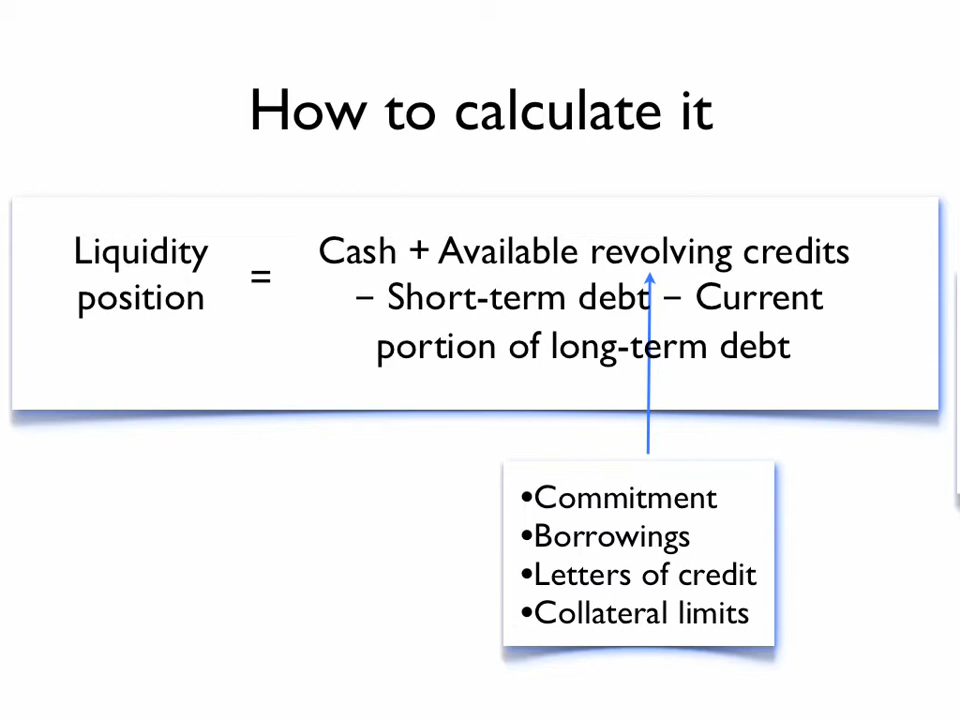 How to calculate it
Liquidity position = Cash + Available revolving credits
– Short-term debt – Current
portion of long-term debt
•Commitment
•Borrowings
•Letters of credit
•Collateral limits